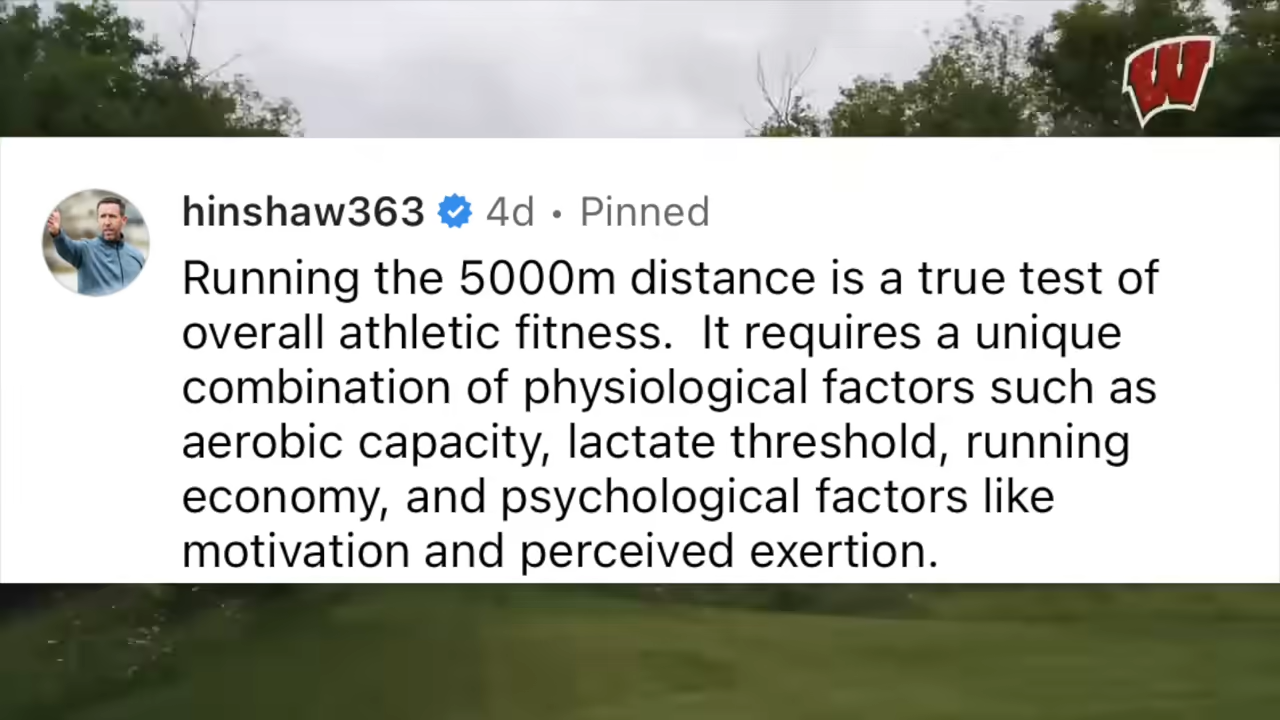 W
hinshaw363 4d • Pinned
Running the 5000m distance is a true test of
overall athletic fitness.  It requires a unique
combination of physiological factors such as
aerobic capacity, lactate threshold, running
economy, and psychological factors like
motivation and perceived exertion.